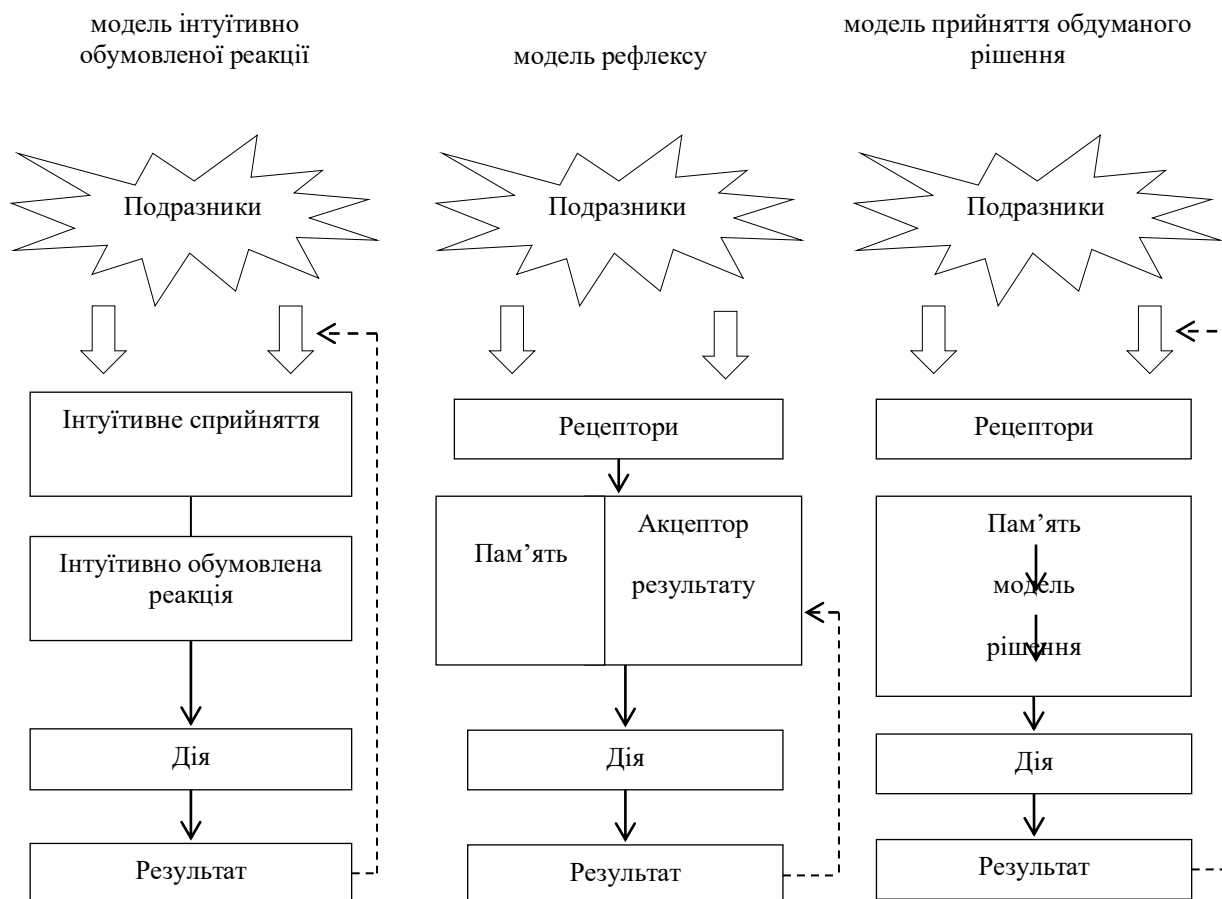 модель інтуїтивно
обумовленої реакції
модель рефлексу
модель прийняття обдуманого
рішення
Подразники
Подразники
Подразники
Інтуїтивне сприйняття
Рецептори
Рецептори
Інтуїтивно обумовлена
реакція
Пам’ять
Акцептор
результату
Пам’ять
модель
рішення
Дія
Дія
Дія
Результат
Результат
Результат